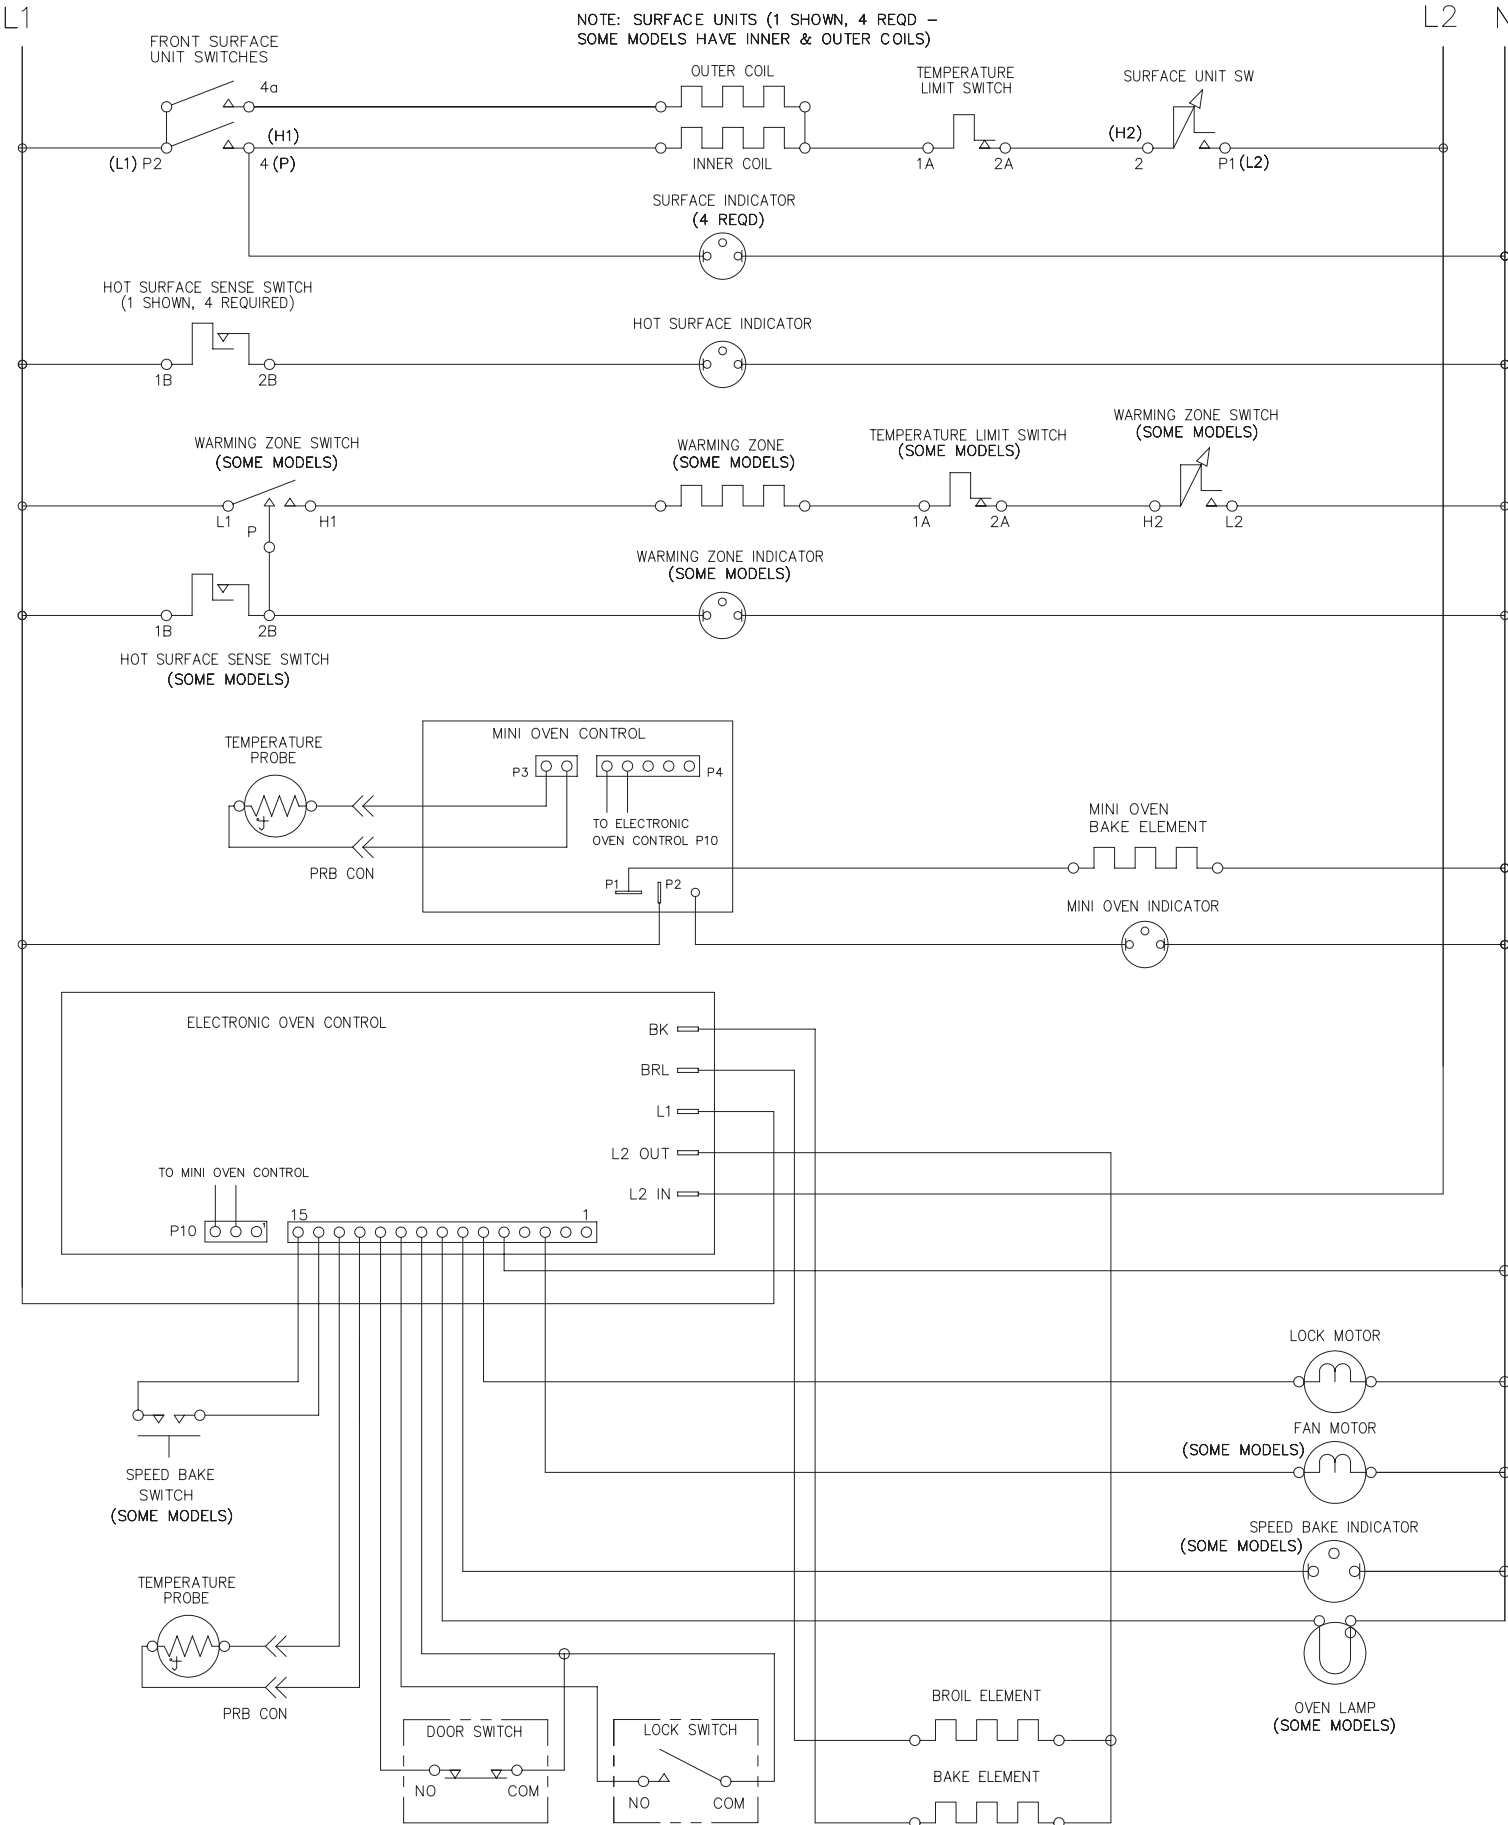 L1
NOTE: SURFACE UNITS (1 SHOWN, 4 REQD –
SOME MODELS HAVE INNER & OUTER COILS)
L2
N
FRONT SURFACE
UNIT SWITCHES
4a
OUTER COIL
TEMPERATURE
LIMIT SWITCH
SURFACE UNIT SW
(L1) P2
(H1)
4 (P)
INNER COIL
1A
2A
(H2)
2
P1 (L2)
SURFACE INDICATOR
(4 REQD)
HOT SURFACE SENSE SWITCH
(1 SHOWN, 4 REQUIRED)
HOT SURFACE INDICATOR
1B
2B
WARMING ZONE SWITCH
(SOME MODELS)
WARMING ZONE
(SOME MODELS)
TEMPERATURE LIMIT SWITCH
(SOME MODELS)
WARMING ZONE SWITCH
(SOME MODELS)
L1
P
H1
1A
2A
H2
L2
WARMING ZONE INDICATOR
(SOME MODELS)
1B
2B
HOT SURFACE SENSE SWITCH
(SOME MODELS)
MINI OVEN CONTROL
TEMPERATURE
PROBE
P3
P4
TO ELECTRONIC
OVEN CONTROL P10
PRB CON
P1
P2
MINI OVEN
BAKE ELEMENT
MINI OVEN INDICATOR
ELECTRONIC OVEN CONTROL
BK
BRL
L1
L2 OUT
L2 IN
TO MINI OVEN CONTROL
P10
1
15
1
LOCK MOTOR
FAN MOTOR
(SOME MODELS)
SPEED BAKE
SWITCH
(SOME MODELS)
SPEED BAKE INDICATOR
(SOME MODELS)
TEMPERATURE
PROBE
PRB CON
OVEN LAMP
(SOME MODELS)
BROIL ELEMENT
DOOR SWITCH
NO
COM
LOCK SWITCH
NO
COM
BAKE ELEMENT